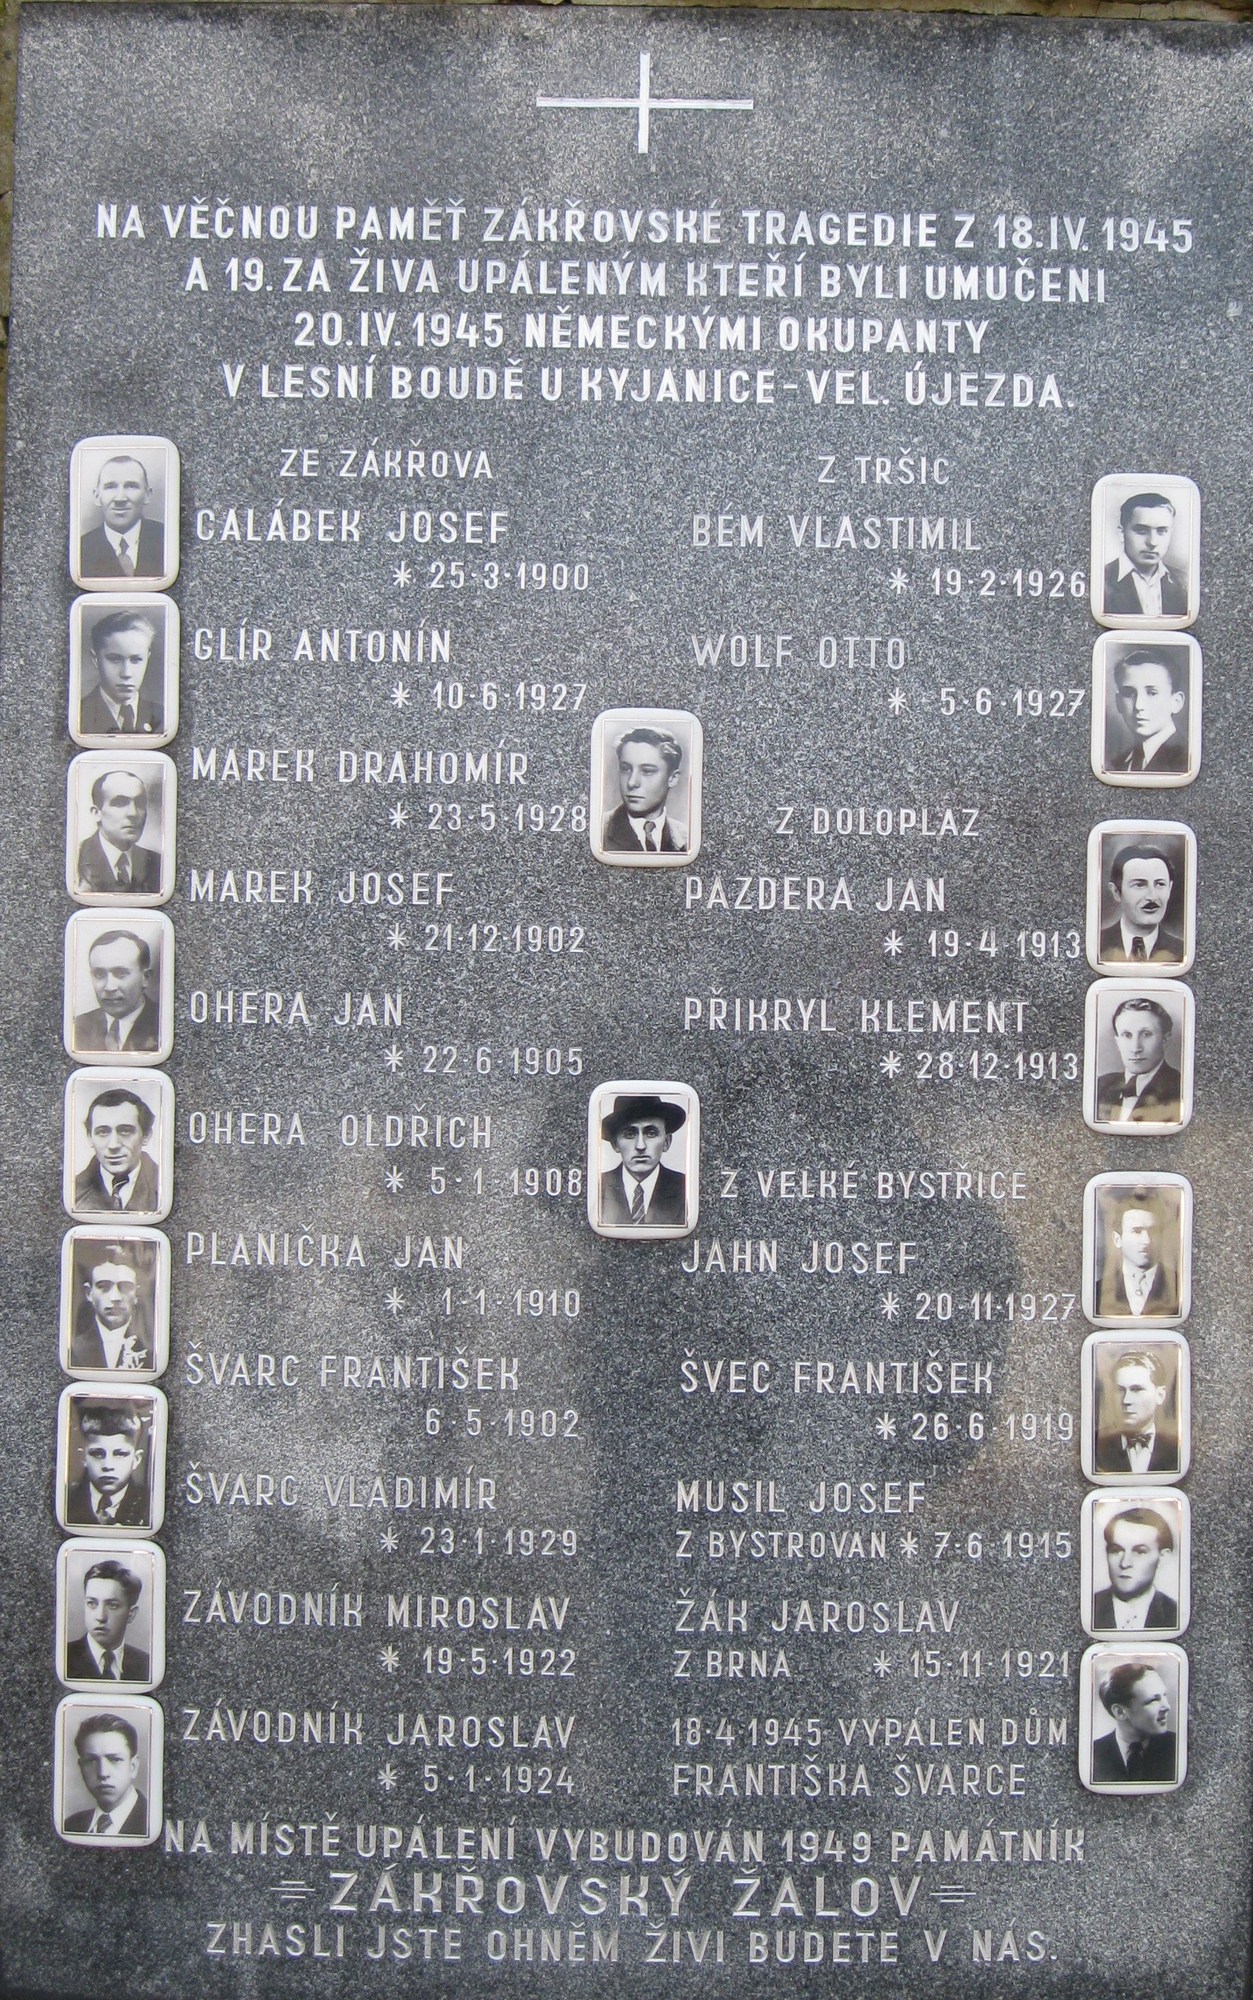 NA VĚČNOU PAMĚŤ ZÁKŘOVSKÉ TRAGEDIE Z 18.IV. 1945
A 19. ZA ŽIVA UPÁLENÝM KTEŘÍ BYLI UMUČENI
20.IV. 1945 NĚMECKÝMI OKUPANTY
V LESNÍ BOUDĚ U KYJANICE-VEL. ÚJEZDA.
ZE ZÁKŘOVA
CALÁBEK JOSEF
* 25·3·1900
GLÍR ANTONÍN
* 10·6·1927
MAREK DRAHOMÍR
* 23·5·1928
MAREK JOSEF
* 21·12·1902
OHERA JAN
* 22·6·1905
OHERA OLDŘICH
* 5·1·1908
PLANIČKA JAN
* 1·1·1910
ŠVARC FRANTIŠEK
6·5·1902
ŠVARC VLADIMÍR
* 23·1·1929
ZÁVODNÍK MIROSLAV
* 19·5·1922
ZÁVODNÍK JAROSLAV
* 5·1·1924
Z TRŠIC
BÉM VLASTIMIL
* 19·2·1926
WOLF OTTO
* 5·6·1927
Z DOLOPLAZ
PAZDERA JAN
* 19·4 1913
PŘIKRYL KLEMENT
* 28·12·1913
Z VELKÉ BYSTŘICE
JAHN JOSEF
* 20·11·1927
ŠVEC FRANTIŠEK
* 26·6·1919
MUSIL JOSEF
Z BYSTROVAN * 7·6·1915
ŽÁK JAROSLAV
Z BRNA * 15·11·1921
18·4·1945 VYPÁLEN DŮM
FRANTIŠKA ŠVARCE
NA MÍSTĚ UPÁLENÍ VYBUDOVÁN 1949 PAMÁTNÍK
ZÁKŘOVSKÝ ŽALOV
ZHASLI JSTE OHNĚM ŽIVI BUDETE V NÁS.